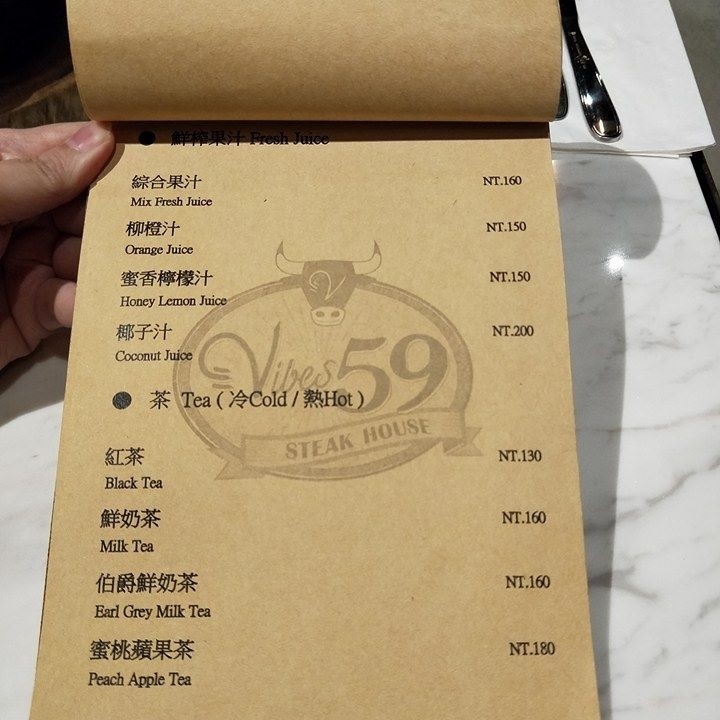 ● 鮮榨果汁 Fresh Juice
綜合果汁 NT.160
Mix Fresh Juice
柳橙汁 NT.150
Orange Juice
蜜香檸檬汁 NT.150
Honey Lemon Juice
椰子汁 NT.200
Coconut Juice
Vibes 59
STEAK HOUSE
● 茶 Tea ( 冷Cold / 熱Hot )
紅茶 NT.130
Black Tea
鮮奶茶 NT.160
Milk Tea
伯爵鮮奶茶 NT.160
Earl Grey Milk Tea
蜜桃蘋果茶 NT.180
Peach Apple Tea